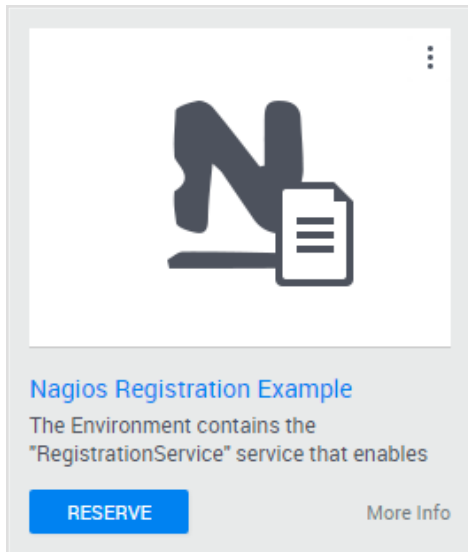 N
Nagios Registration Example
The Environment contains the
"RegistrationService" service that enables
RESERVE
More Info